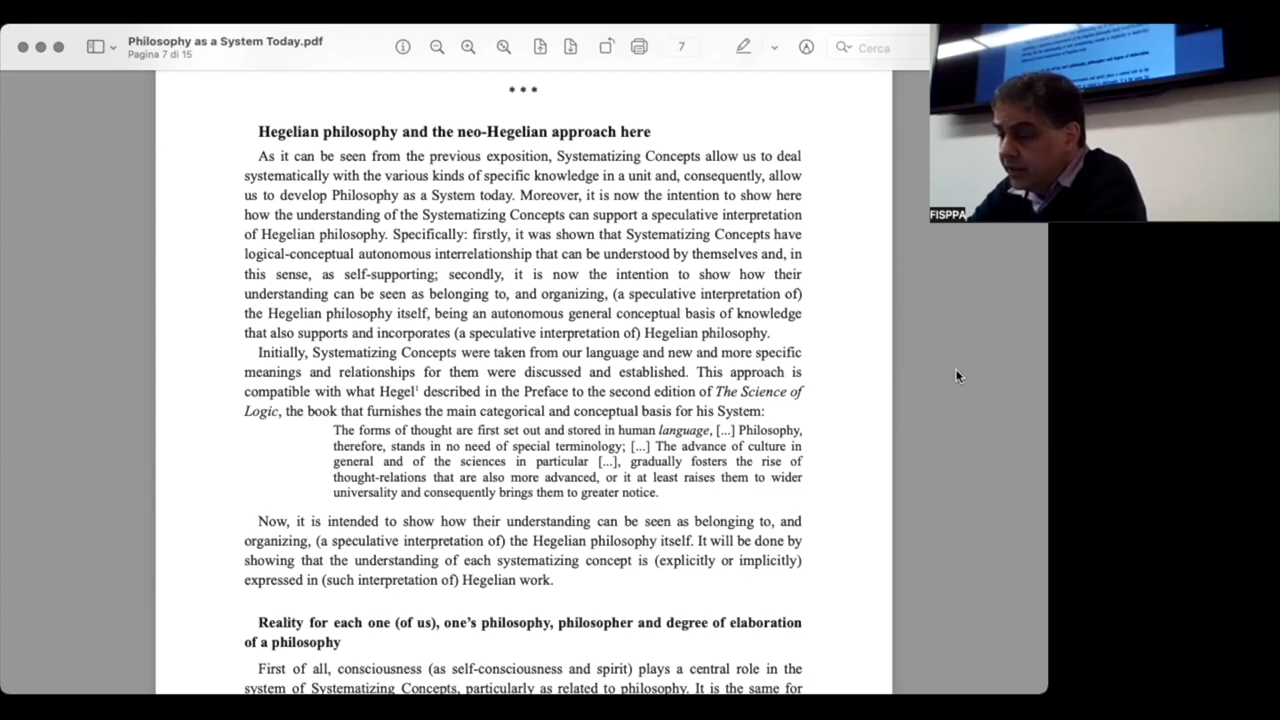 Philosophy as a System Today.pdf
Pagina 7 di 15
7
Cerca
* * *
Hegelian philosophy and the neo-Hegelian approach here
As it can be seen from the previous exposition, Systematizing Concepts allow us to deal
systematically with the various kinds of specific knowledge in a unit and, consequently, allow
us to develop Philosophy as a System today. Moreover, it is now the intention to show here
how the understanding of the Systematizing Concepts can support a speculative interpretation
of Hegelian philosophy. Specifically: firstly, it was shown that Systematizing Concepts have
logical-conceptual autonomous interrelationship that can be understood by themselves and, in
this sense, as self-supporting; secondly, it is now the intention to show how their
understanding can be seen as belonging to, and organizing, (a speculative interpretation of)
the Hegelian philosophy itself, being an autonomous general conceptual basis of knowledge
that also supports and incorporates (a speculative interpretation of) Hegelian philosophy.
Initially, Systematizing Concepts were taken from our language and new and more specific
meanings and relationships for them were discussed and established. This approach is
compatible with what Hegel¹ described in the Preface to the second edition of The Science of
Logic, the book that furnishes the main categorical and conceptual basis for his System:
The forms of thought are first set out and stored in human language, [...] Philosophy,
therefore, stands in no need of special terminology; [...] The advance of culture in
general and of the sciences in particular [...], gradually fosters the rise of
thought-relations that are also more advanced, or it at least raises them to wider
universality and consequently brings them to greater notice.
Now, it is intended to show how their understanding can be seen as belonging to, and
organizing, (a speculative interpretation of) the Hegelian philosophy itself. It will be done by
showing that the understanding of each systematizing concept is (explicitly or implicitly)
expressed in (such interpretation of) Hegelian work.
Reality for each one (of us), one's philosophy, philosopher and degree of elaboration
of a philosophy
First of all, consciousness (as self-consciousness and spirit) plays a central role in the
system of Systematizing Concepts, particularly as related to philosophy. It is the same for
FISPPA